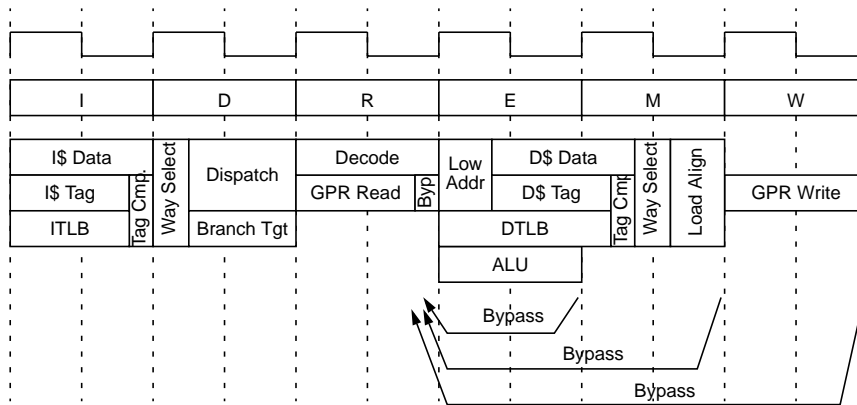 I D R E M W
I$ Data
I$ Tag
ITLB
Tag Cmp.
Way Select
Dispatch
Branch Tgt
Decode
GPR Read
Byp
Low
Addr
D$ Data
D$ Tag
DTLB
ALU
Tag Cmp
Way Select
Load Align
GPR Write
Bypass
Bypass
Bypass